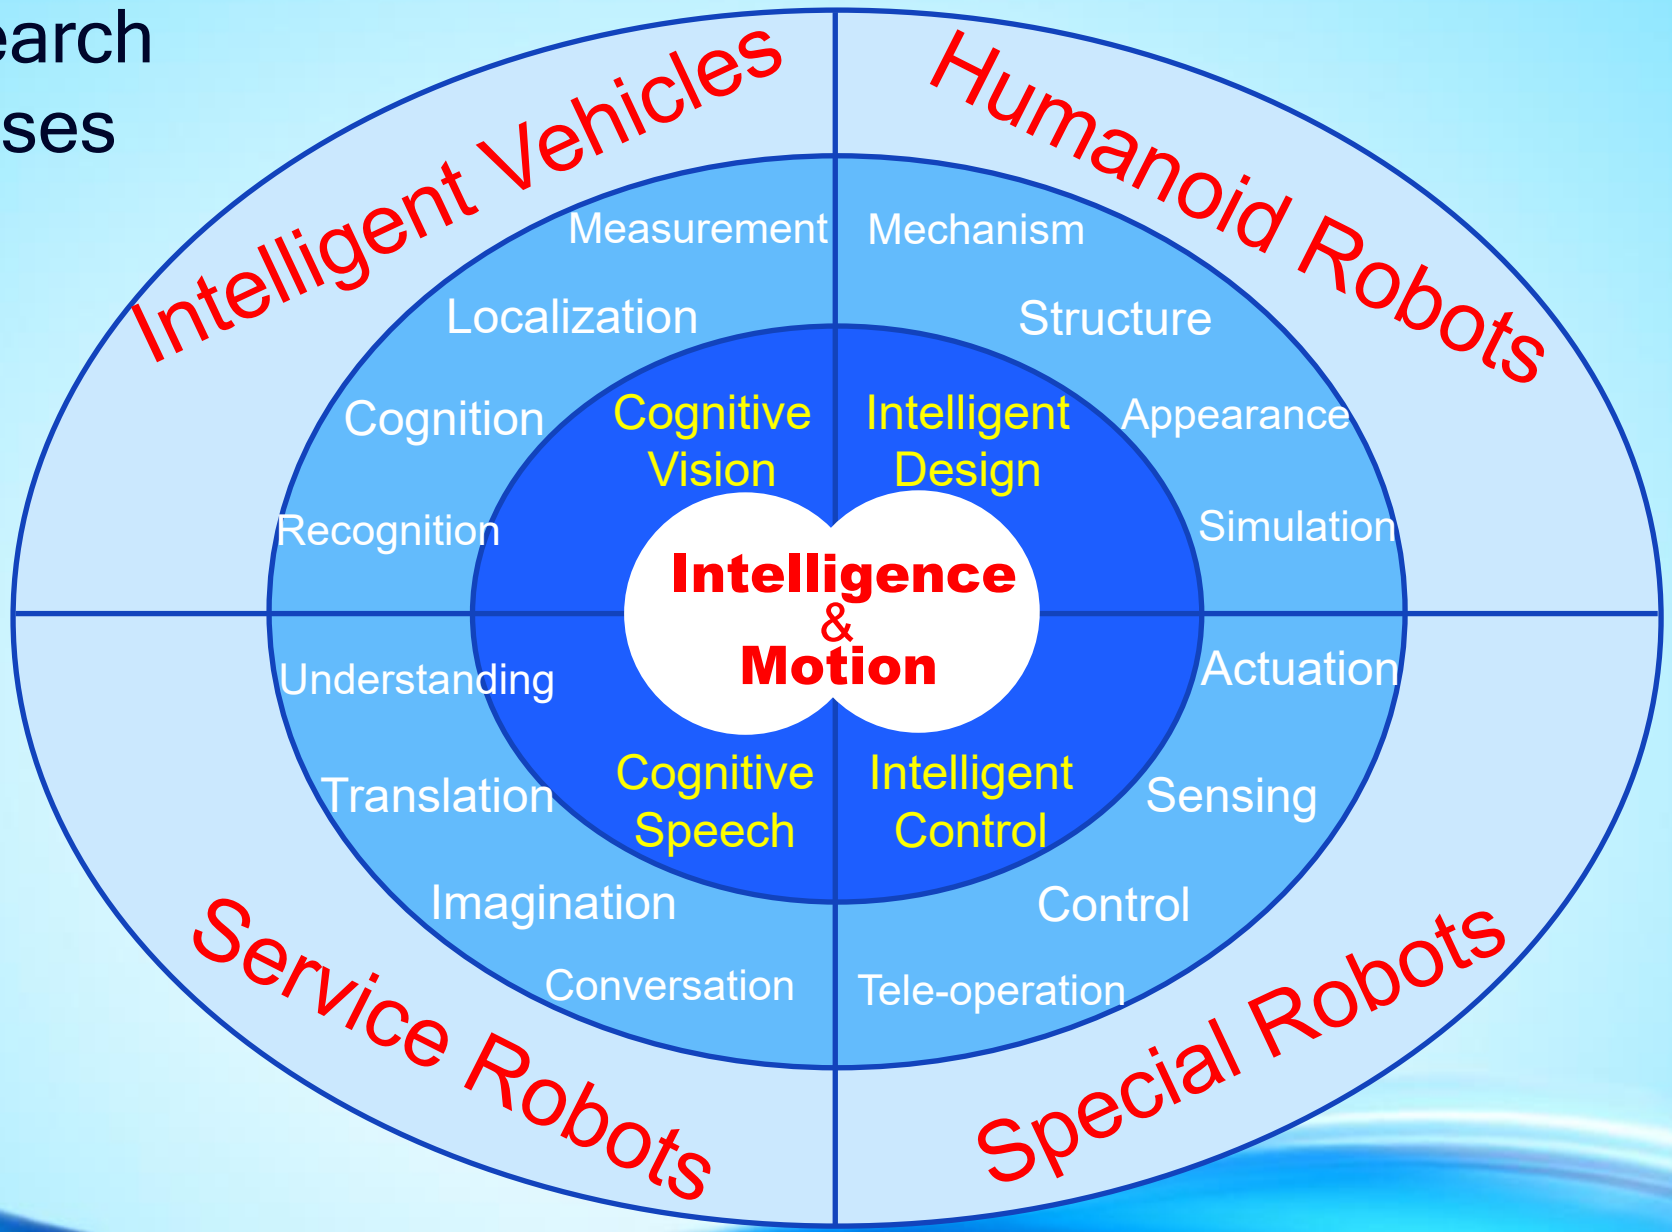 earch
ses
Intelligent Vehicles
Humanoid Robots
Measurement
Mechanism
Localization
Structure
Cognition
Cognitive
Vision
Intelligent
Design
Appearance
Recognition
Simulation
Intelligence
&
Motion
Understanding
Actuation
Translation
Cognitive
Speech
Intelligent
Control
Sensing
Imagination
Control
Conversation
Tele-operation
Service Robots
Special Robots